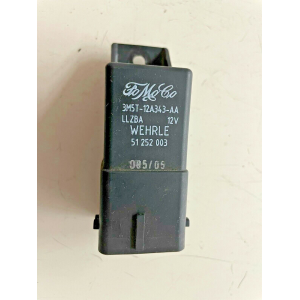 FoMoCo
3M5T-12A343-AA
LLZBA 12V
WEHRLE
51 252 003
005/05